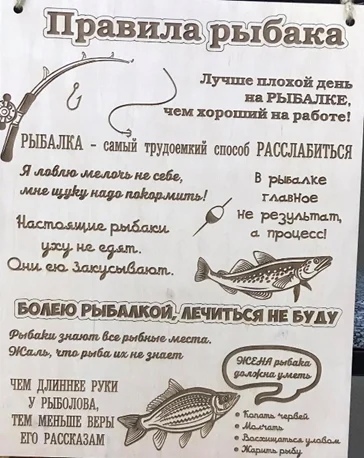 Правила рыбака
Лучше плохой день
на РЫБАЛКЕ,
чем хороший на работе!
РЫБАЛКА - самый трудоемкий способ РАССЛАБИТЬСЯ
Я ловлю мелочь не себе,
мне щуку надо покормить!
В рыбалке
главное
не результат,
а процесс!
Настоящие рыбаки
уху не едят.
Они ею закусывают.
БОЛЕЮ РЫБАЛКОЙ, ЛЕЧИТЬСЯ НЕ БУДУ
Рыбаки знают все рыбные места.
Жаль, что рыба их не знает
ЧЕМ ДЛИННЕЕ РУКИ
У РЫБОЛОВА,
ТЕМ МЕНЬШЕ ВЕРЫ
ЕГО РАССКАЗАМ
ЖЕНА рыбака
должна уметь
• Копать червей
• Молчать
• Восхищаться уловом
• Жарить рыбу